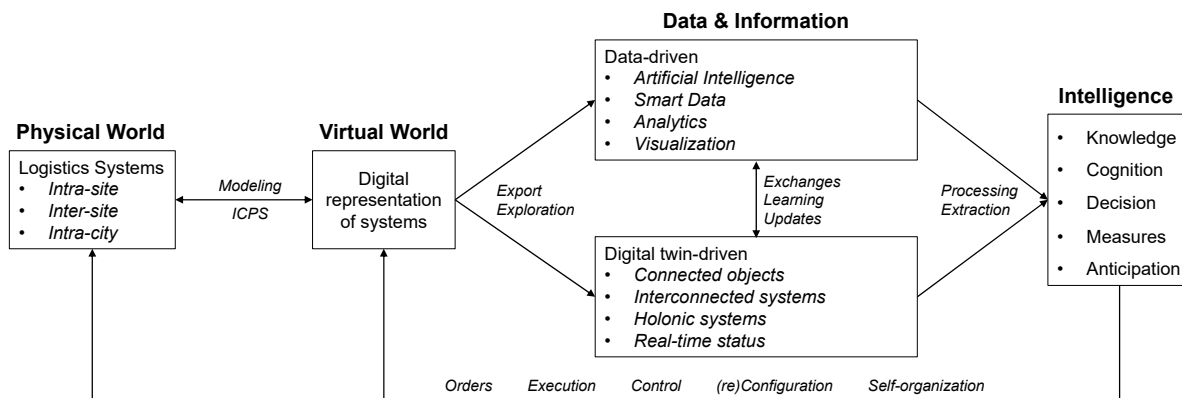 Data & Information
Data-driven
• Artificial Intelligence
• Smart Data
• Analytics
• Visualization
Physical World
Logistics Systems
• Intra-site
• Inter-site
• Intra-city
Modeling
ICPS
Virtual World
Digital
representation
of systems
Export
Exploration
Exchanges
Learning
Updates
Digital twin-driven
• Connected objects
• Interconnected systems
• Holonic systems
• Real-time status
Processing
Extraction
Intelligence
• Knowledge
• Cognition
• Decision
• Measures
• Anticipation
Orders Execution Control (re)Configuration Self-organization